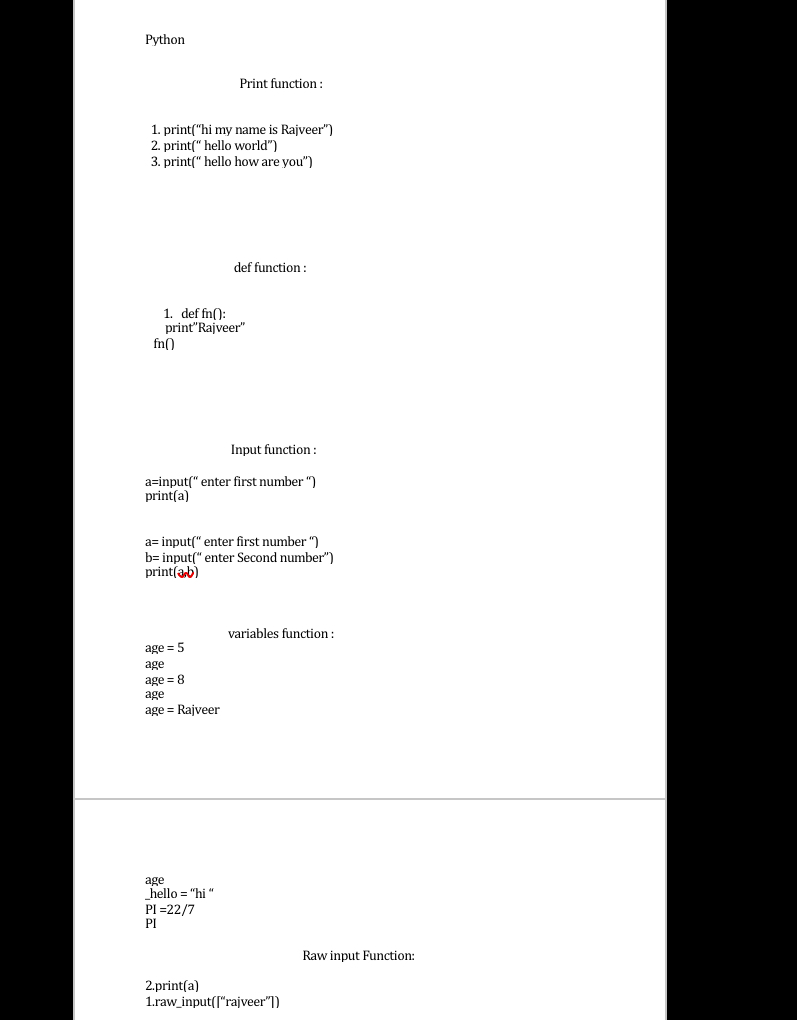 Python
Print function :
1. print(“hi my name is Rajveer”)
2. print(“ hello world”)
3. print(“ hello how are you”)
def function :
1. def fn():
print”Rajveer”
fn()
Input function :
a=input(“ enter first number “)
print(a)
a= input(“ enter first number “)
b= input(“ enter Second number”)
print(a,b)
variables function :
age = 5
age
age = 8
age
age = Rajveer
age
_hello = “hi “
PI =22/7
PI
Raw input Function:
2.print(a)
1.raw_input([“rajveer”])